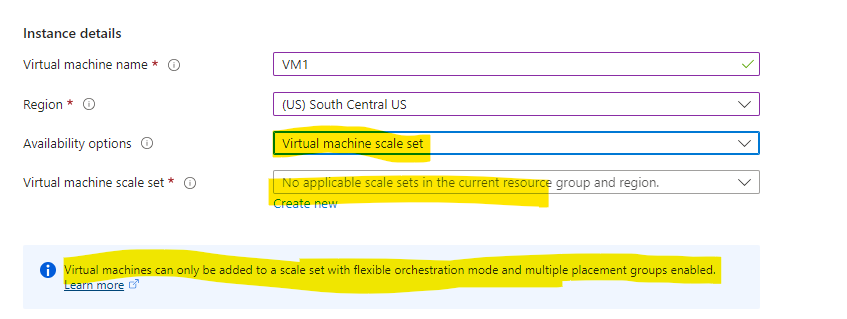 Instance details
Virtual machine name *
VM1
Region *
(US) South Central US
Availability options
Virtual machine scale set
Virtual machine scale set *
No applicable scale sets in the current resource group and region.
Create new
Virtual machines can only be added to a scale set with flexible orchestration mode and multiple placement groups enabled.
Learn more